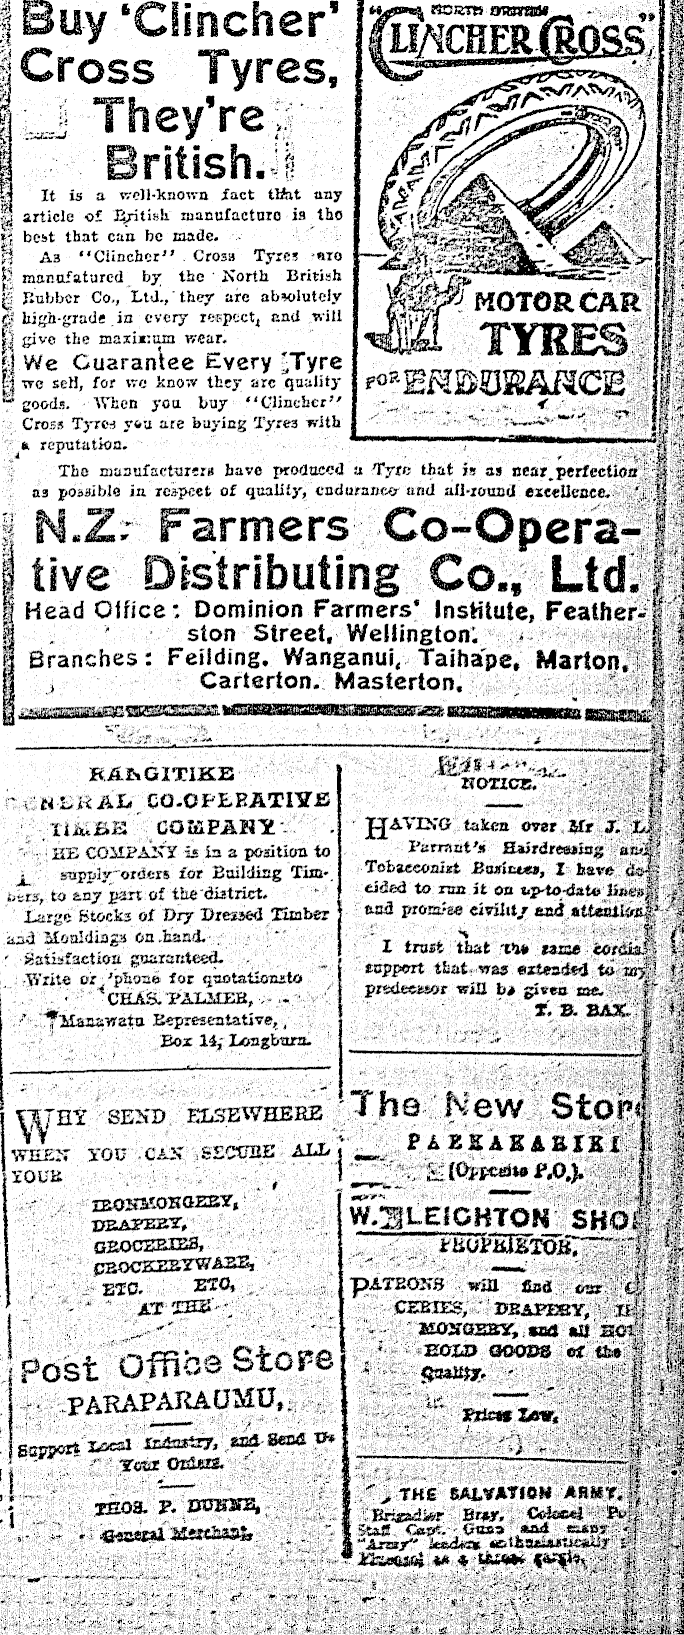 Buy 'Clincher'
Cross Tyres,
They're
British.
It is a well-known fact that any
article of British manufacture is the
best that can be made.
As "Clincher" Cross Tyres are
manufatured by the North British
Rubber Co., Ltd., they are absolutely
high-grade in every respect, and will
give the maximum wear.
We Guarantee Every Tyre
we sell, for we know they are quality
goods. When you buy "Clincher"
Cross Tyres you are buying Tyres with
a reputation.
NORTH BRITISH
"CLINCHER CROSS"
MOTOR CAR
TYRES
FOR ENDURANCE
The manufacturers have produced a Tyre that is as near perfection
as possible in respect of quality, endurance and all-round excellence.
N.Z. Farmers Co-Opera-
tive Distributing Co., Ltd.
Head Office: Dominion Farmers' Institute, Feather-
ston Street, Wellington.
Branches: Feilding, Wanganui, Taihape, Marton,
Carterton. Masterton.
RANGITIKE
GENERAL CO.OPERATIVE
TIMBE COMPANY
THE COMPANY is in a position to
supply orders for Building Tim-
bers, to any part of the district.
Large Stocks of Dry Dressed Timber
and Mouldings on hand.
Satisfaction guaranteed.
Write or 'phone for quotationsto
CHAS. PALMER,
Manawatu Representative,
Box 14, Longburn.
WHY SEND ELSEWHERE
WHEN YOU CAN SECURE ALL
YOUR
IRONMONGERY,
DRAPERY,
GROCERIES,
CROCKERYWARE,
ETC. ETC,
AT THE
Post Office Store
PARAPARAUMU,
Support Local Industry, and Send Us
Your Orders.
THOS. P. DUNNE,
General Merchant,
NOTICE.
HAVING taken over Mr J. L.
Parrant's Hairdressing and
Tobacconist Business, I have de-
cided to run it on up-to-date lines
and promise civility and attention
I trust that the same cordial
support that was extended to my
predecessor will be given me.
T. B. BAX.
The New Store
PAEKAKARIKI
(Opposite P.O.).
W. LEIGHTON SHO
PROPRIETOR,
PATRONS will find our
CERIES, DRAPERY,
MONGERY, and all
HOLD GOODS of the
Quality.
Prices Low,
THE SALVATION ARMY.
Brigadier Bray, Colonel
Staff Capt. Gunn and many
"Army" leaders enthusiastically